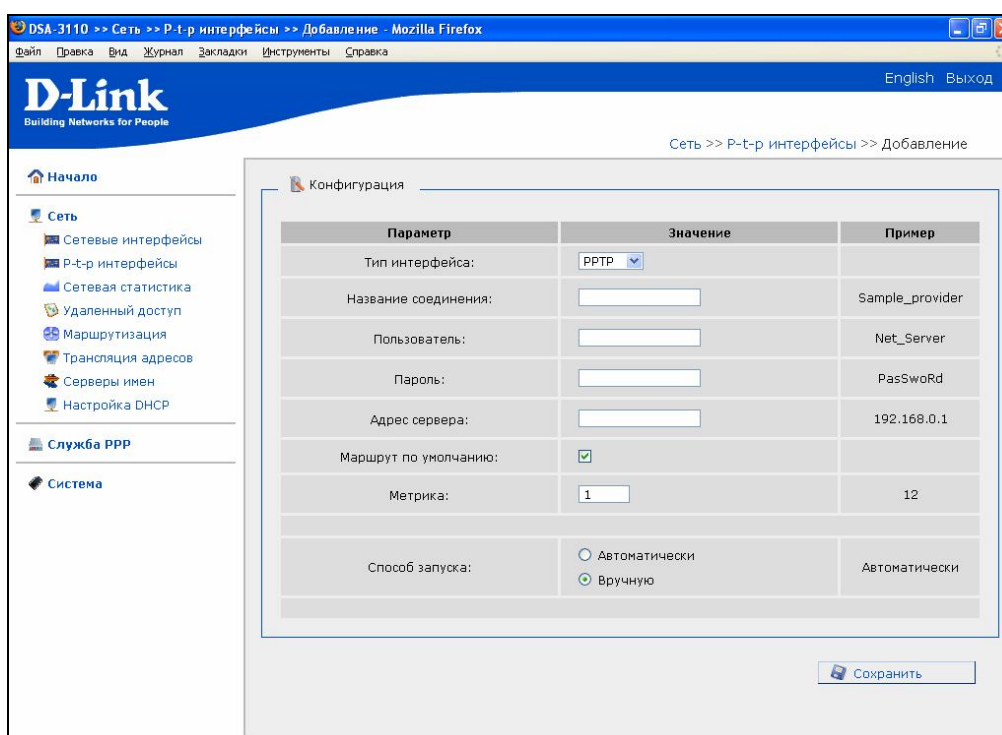 DSA-3110 >> Сеть >> P-t-p интерфейсы >> Добавление - Mozilla Firefox
Файл Правка Вид Журнал Закладки Инструменты Справка
English Выход
D-Link
Building Networks for People
Сеть >> P-t-p интерфейсы >> Добавление
Начало
Сеть
Сетевые интерфейсы
P-t-p интерфейсы
Сетевая статистика
Удаленный доступ
Маршрутизация
Трансляция адресов
Серверы имен
Настройка DHCP
Служба PPP
Система
Конфигурация
Параметр Значение Пример
Тип интерфейса: PPTP
Название соединения: Sample_provider
Пользователь: Net_Server
Пароль: PasSwoRd
Адрес сервера: 192.168.0.1
Маршрут по умолчанию:
Метрика: 1 12
Способ запуска: Автоматически Вручную Автоматически
Сохранить